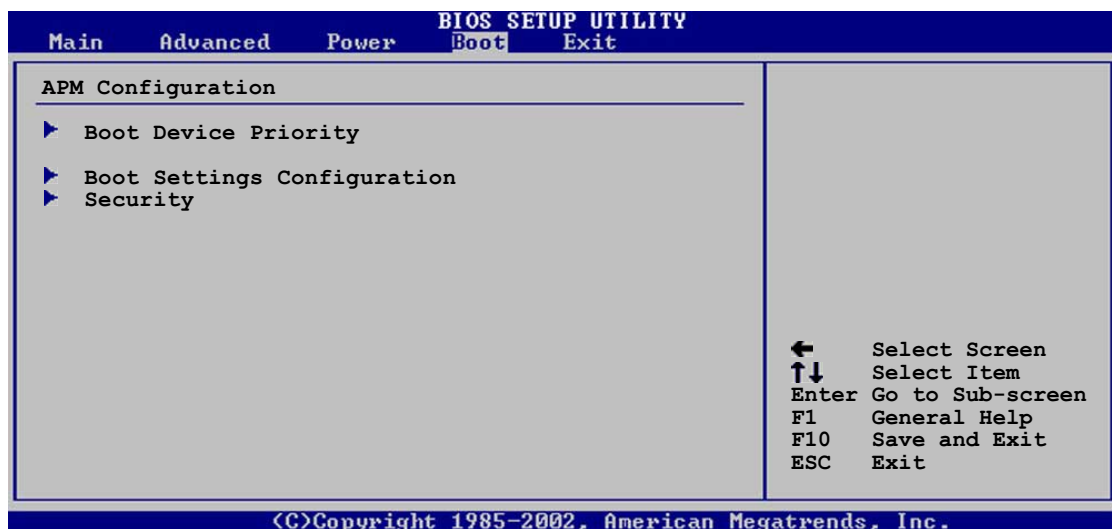 BIOS SETUP UTILITY
Main Advanced Power Boot Exit
APM Configuration
Boot Device Priority
Boot Settings Configuration
Security
← Select Screen
↑↓ Select Item
Enter Go to Sub-screen
F1 General Help
F10 Save and Exit
ESC Exit
(C)Copyright 1985-2002, American Megatrends, Inc.